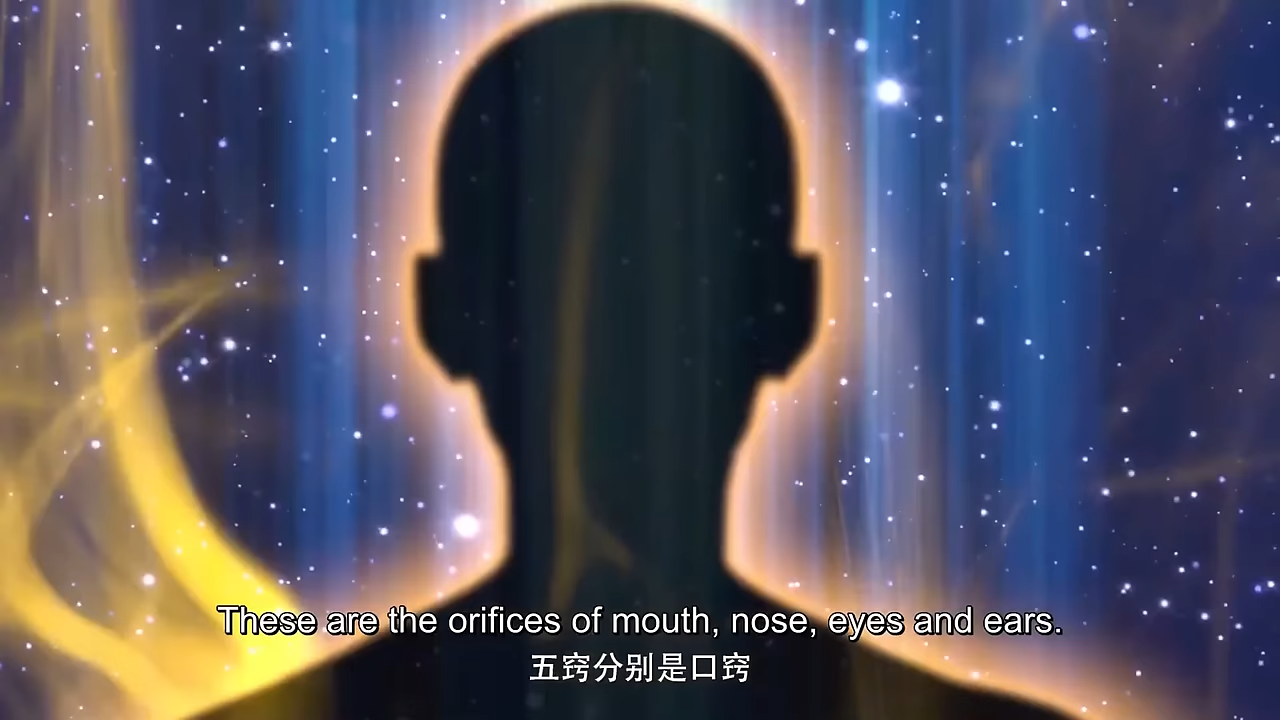 These are the orifices of mouth, nose, eyes and ears.
五窍分别是口窍